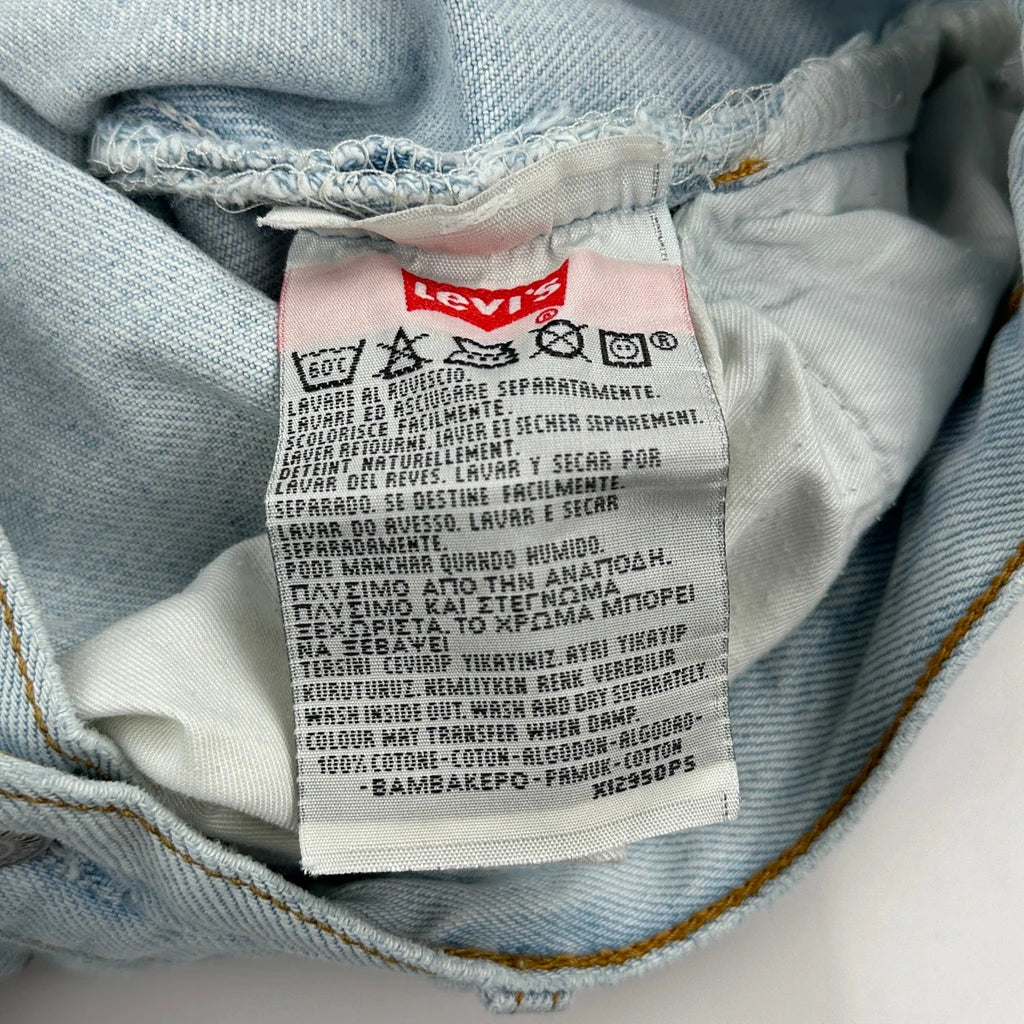 Levi's
®
60C ®
LAVARE AL ROVESCIO.
LAVARE ED ASCIUGARE SEPARATAMENTE.
SCOLORISCE FACILMENTE.
LAVER RETOURNE. LAVER ET SECHER SEPAREMENT.
DETEINT NATURELLEMENT.
LAVAR DEL REVES. LAVAR Y SECAR POR
SEPARADO. SE DESTINE FACILMENTE.
LAVAR DO AVESSO. LAVAR E SECAR
SEPARADAMENTE.
PODE MANCHAR QUANDO HUMIDO.
ΠΛΥΣΙΜΟ ΑΠΟ ΤΗΝ ΑΝΑΠΟΔΗ.
ΠΛΥΣΙΜΟ ΚΑΙ ΣΤΕΓΝΩΜΑ
ΞΕΧΩΡΙΣΤΑ. ΤΟ ΧΡΩΜΑ ΜΠΟΡΕΙ
ΝΑ ΞΕΒΑΨΕΙ
TERSINI CEVIRIP YIKAYINIZ. AYRI YIKAYIP
KURUTURUZ. NEMLIYKEN RENK VEREBILIR
WASH INSIDE OUT. WASH AND DRY SEPARATELY
COLOUR MAY TRANSFER WHEN DAMP.
100% COTONE-COTON-ALGODON-ALGODAO-
-BAMBAKEPO-PAMUK-COTTON
XI2950PS